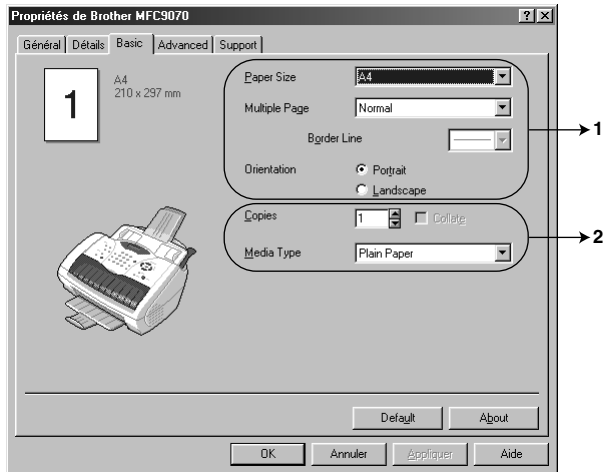 Propriétés de Brother MFC9070
Général Détails Basic Advanced Support
1
A4
210 x 297 mm
Paper Size A4
Multiple Page Normal
Border Line
Orientation Portrait
Landscape
1
Copies 1 Collate
Media Type Plain Paper
2
Default About
OK Annuler Appliquer Aide